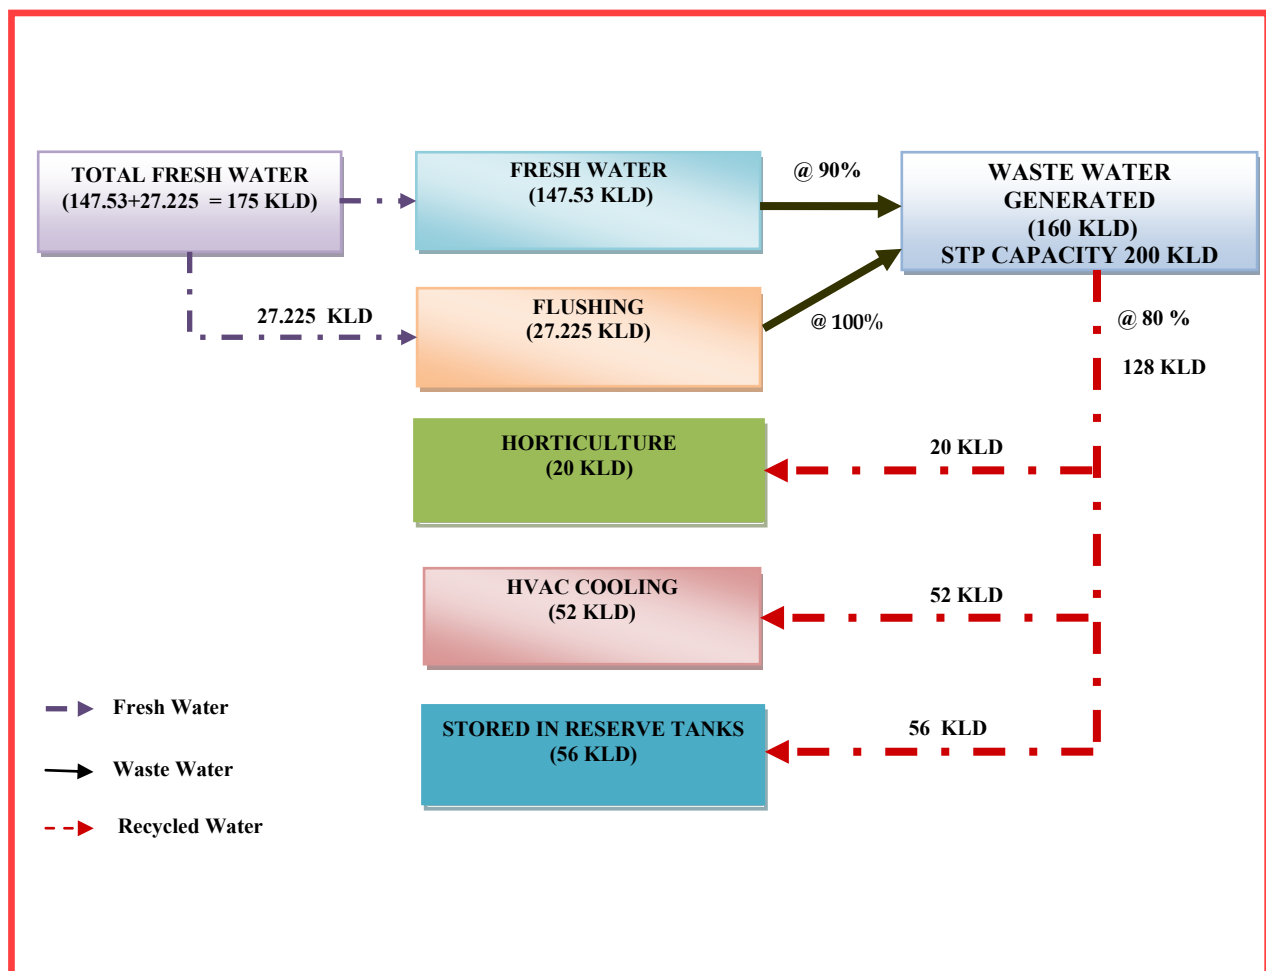 TOTAL FRESH WATER
(147.53+27.225 = 175 KLD)
FRESH WATER
(147.53 KLD)
@ 90%
WASTE WATER
GENERATED
(160 KLD)
STP CAPACITY 200 KLD
27.225 KLD
FLUSHING
(27.225 KLD)
@ 100%
@ 80 %
128 KLD
HORTICULTURE
(20 KLD)
20 KLD
HVAC COOLING
(52 KLD)
52 KLD
STORED IN RESERVE TANKS
(56 KLD)
56 KLD
Fresh Water
Waste Water
Recycled Water